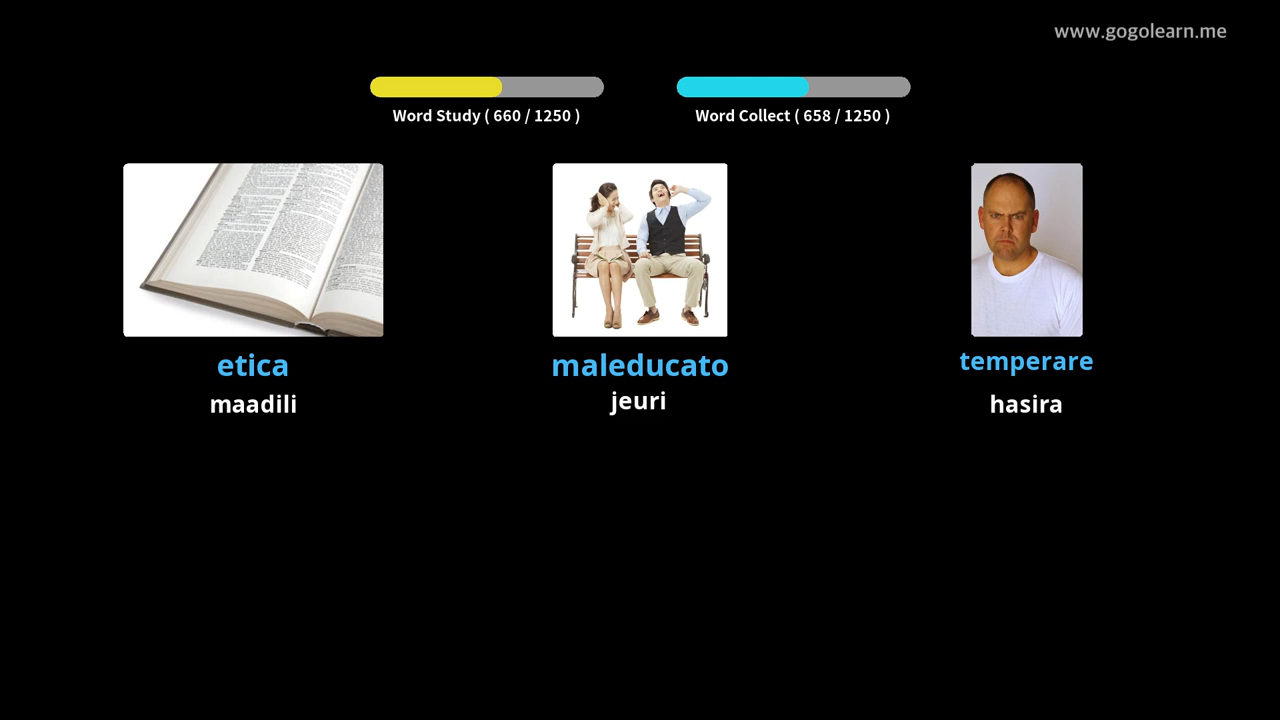 www.gogolearn.me
Word Study ( 660 / 1250 )
Word Collect ( 658 / 1250 )
etica
maleducato
temperare
maadili
jeuri
hasira